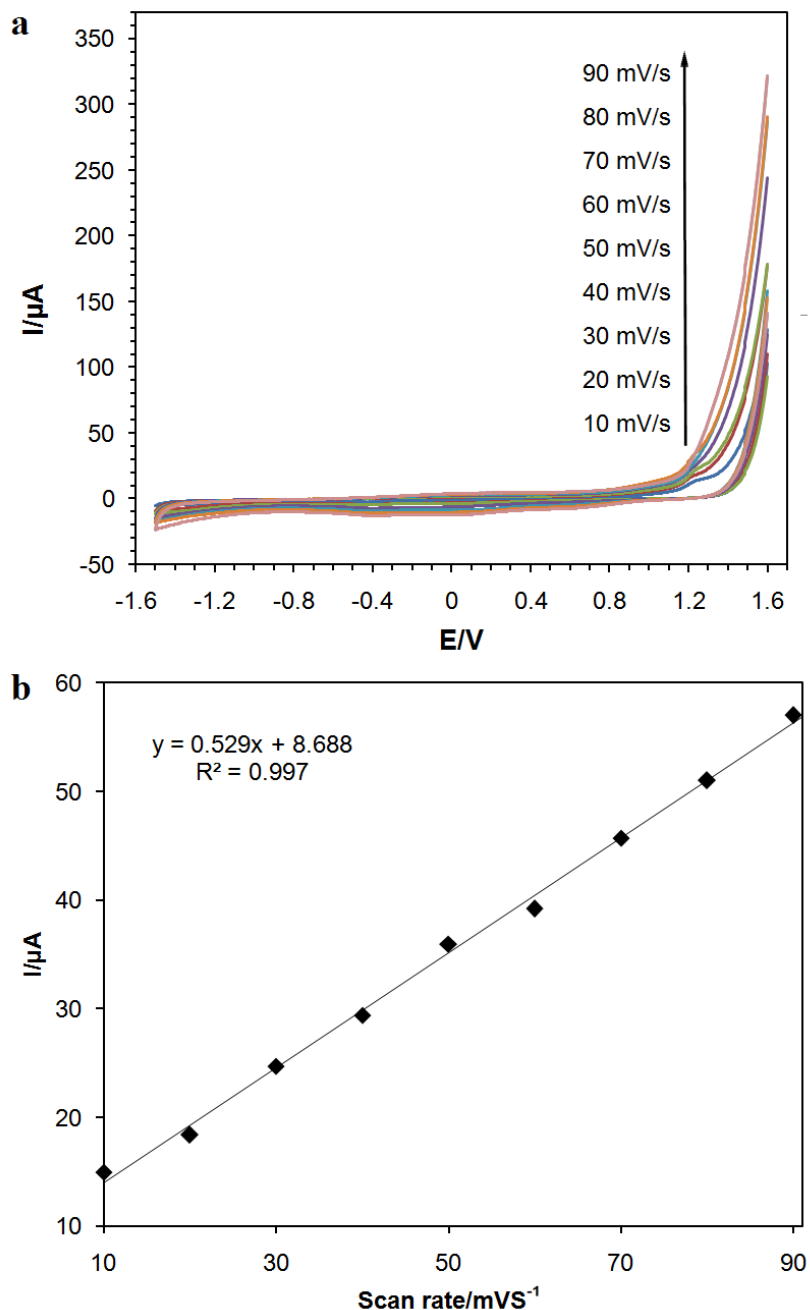 a
350
300
250
200
150
100
50
0
-50
I/µA
90 mV/s
80 mV/s
70 mV/s
60 mV/s
50 mV/s
40 mV/s
30 mV/s
20 mV/s
10 mV/s
-1.6 -1.2 -0.8 -0.4 0 0.4 0.8 1.2 1.6
E/V
b
60
50
40
30
20
10
I/µA
y = 0.529x + 8.688
R² = 0.997
10 30 50 70 90
Scan rate/mVS⁻¹